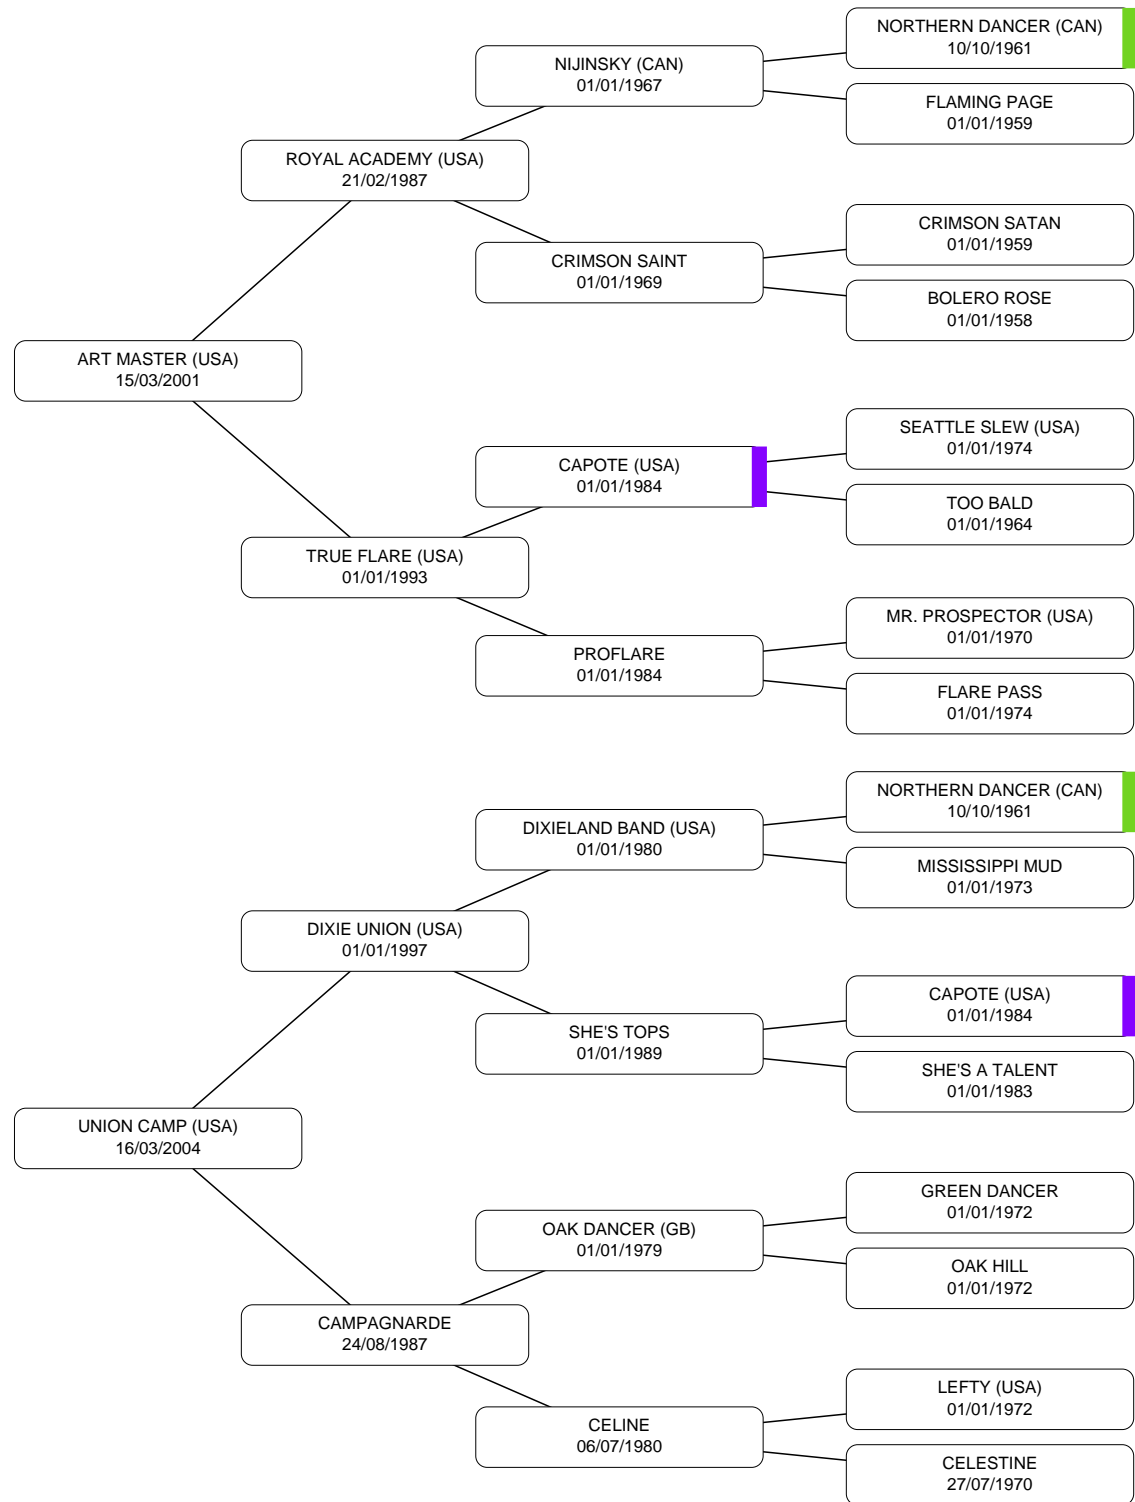 NORTHERN DANCER (CAN)
10/10/1961
NIJINSKY (CAN)
01/01/1967
FLAMING PAGE
01/01/1959
ROYAL ACADEMY (USA)
21/02/1987
CRIMSON SATAN
01/01/1959
CRIMSON SAINT
01/01/1969
BOLERO ROSE
01/01/1958
ART MASTER (USA)
15/03/2001
SEATTLE SLEW (USA)
01/01/1974
CAPOTE (USA)
01/01/1984
TOO BALD
01/01/1964
TRUE FLARE (USA)
01/01/1993
MR. PROSPECTOR (USA)
01/01/1970
PROFLARE
01/01/1984
FLARE PASS
01/01/1974
NORTHERN DANCER (CAN)
10/10/1961
DIXIELAND BAND (USA)
01/01/1980
MISSISSIPPI MUD
01/01/1973
DIXIE UNION (USA)
01/01/1997
CAPOTE (USA)
01/01/1984
SHE'S TOPS
01/01/1989
SHE'S A TALENT
01/01/1983
UNION CAMP (USA)
16/03/2004
GREEN DANCER
01/01/1972
OAK DANCER (GB)
01/01/1979
OAK HILL
01/01/1972
CAMPAGNARDE
24/08/1987
LEFTY (USA)
01/01/1972
CELINE
06/07/1980
CELESTINE
27/07/1970